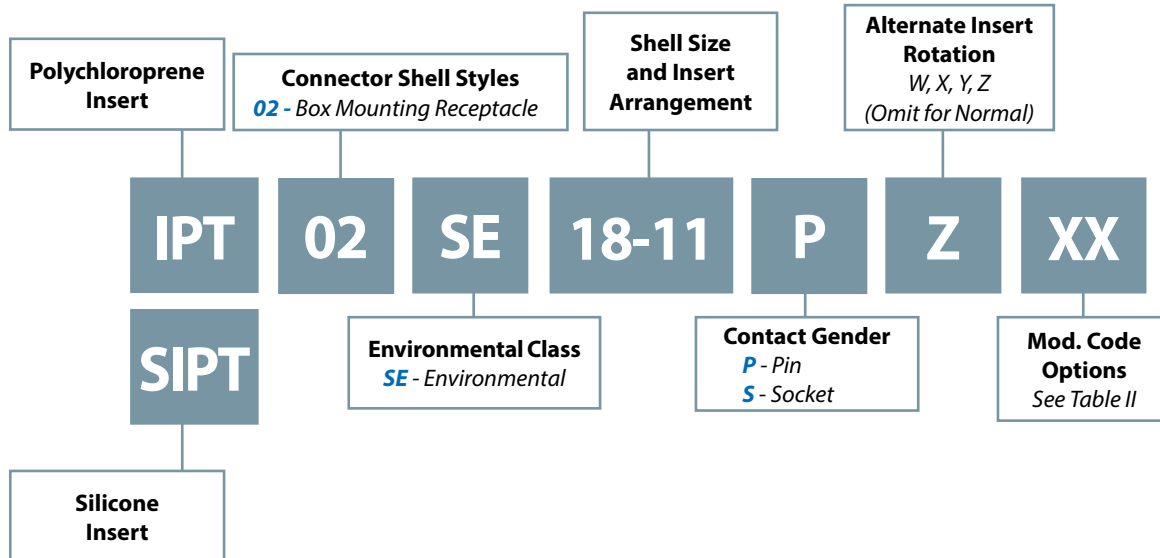 Polychloroprene
Insert
Connector Shell Styles
02 - Box Mounting Receptacle
Shell Size
and Insert
Arrangement
Alternate Insert
Rotation
W, X, Y, Z
(Omit for Normal)
IPT
02
SE
18-11
P
Z
XX
SIPT
Environmental Class
SE - Environmental
Contact Gender
P - Pin
S - Socket
Mod. Code
Options
See Table II
Silicone
Insert